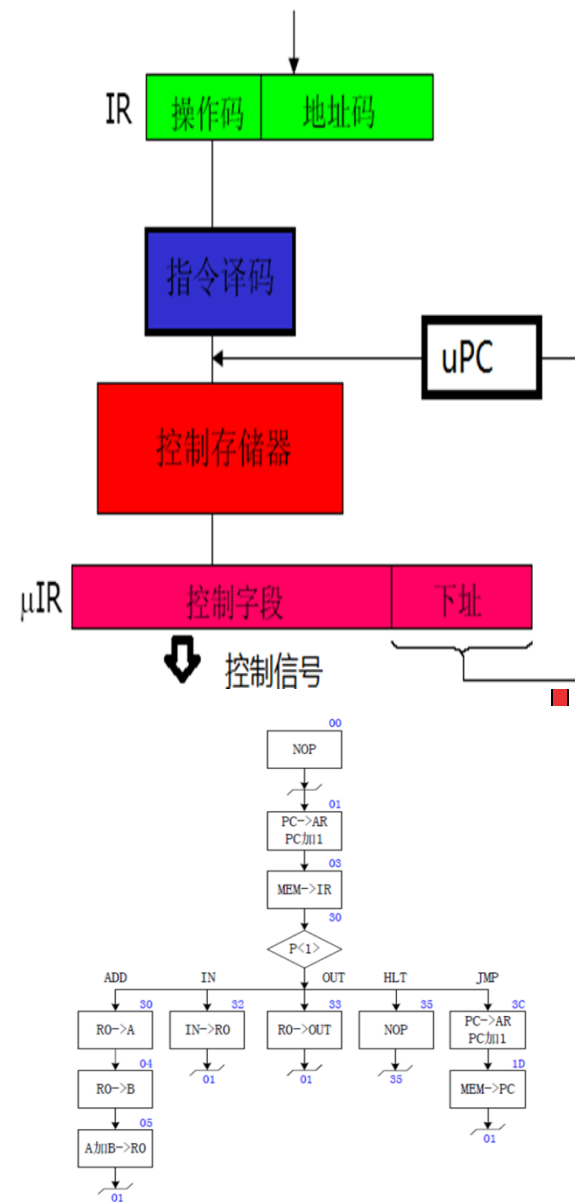 IR 操作码 地址码
指令译码
uPC
控制存储器
μIR 控制字段 下址
控制信号
00
NOP
01
PC->AR
PC加1
03
MEM->IR
30
P<1>
ADD IN OUT HLT JMP
30 32 33 35 3C
R0->A IN->R0 R0->OUT NOP PC->AR
PC加1
04 01 01 35 1D
R0->B MEM->PC
05 01
A加B->R0
01